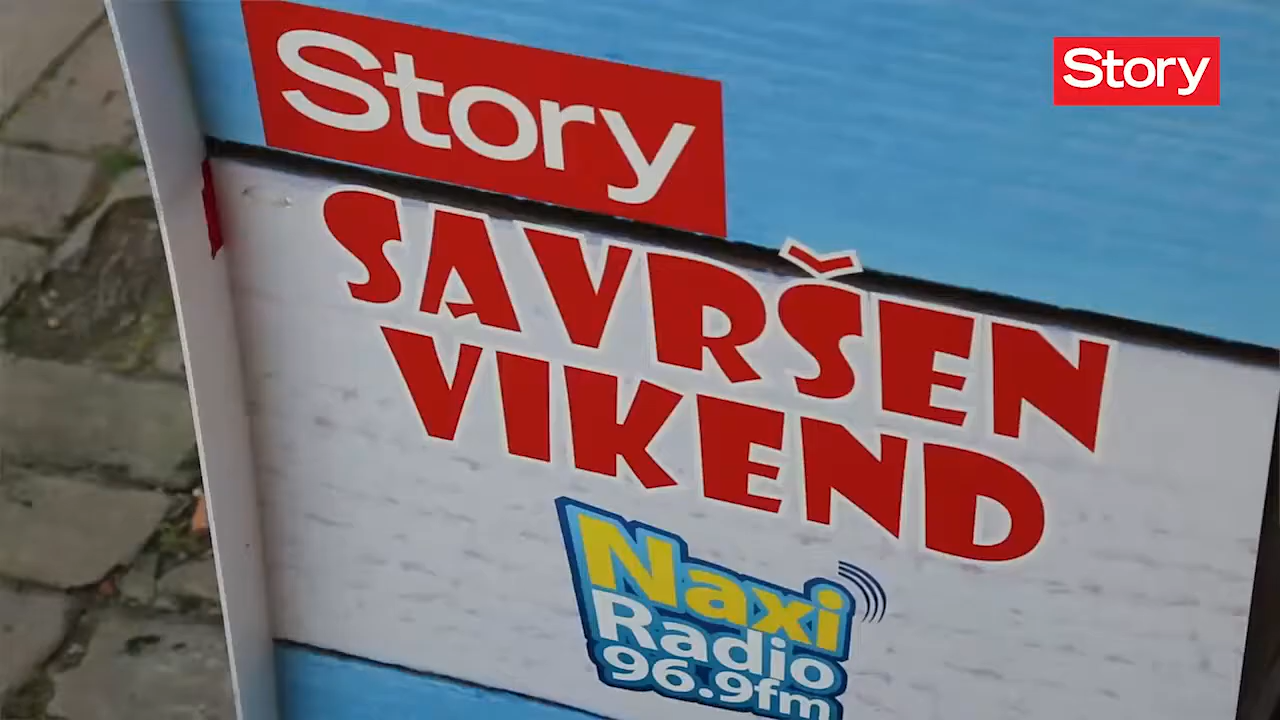 Story
Story
SAVRŠEN
VIKEND
Naxi
Radio
96.9fm